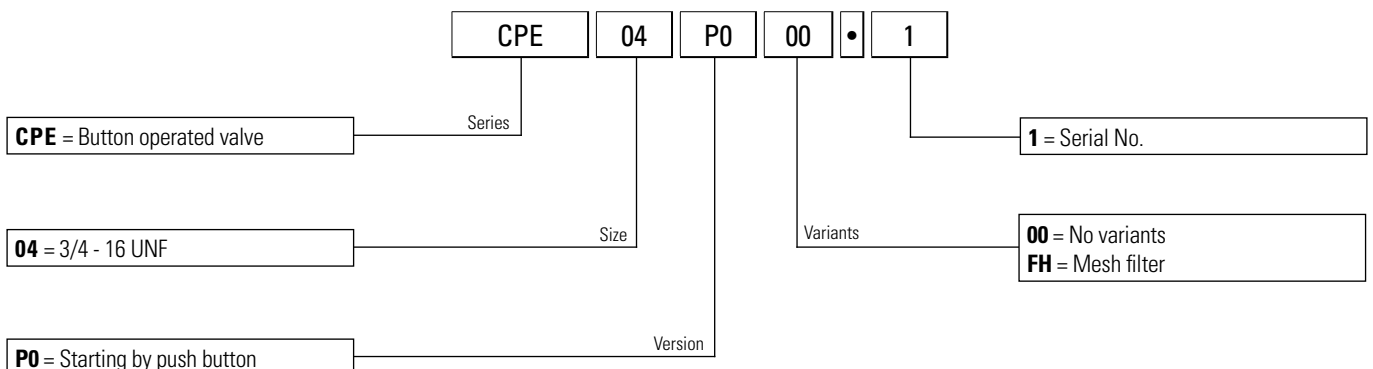 CPE 04 P0 00 • 1
Series
CPE = Button operated valve
1 = Serial No.
Size
Variants
04 = 3/4 - 16 UNF
00 = No variants
FH = Mesh filter
Version
P0 = Starting by push button